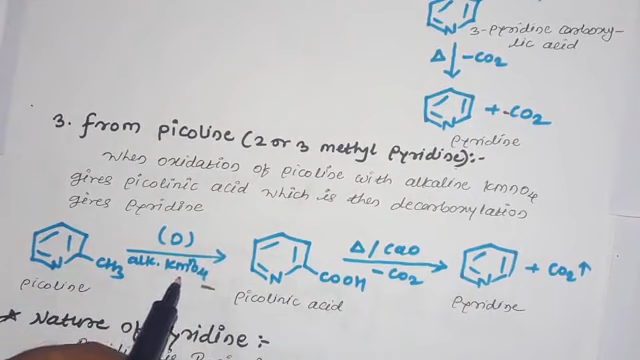 3-pyridine carboxy-
lic acid
Δ -CO2
N + -CO2
pyridine
3. from picoline (2 or 3 methyl Pyridine):-
when oxidation of picoline with alkaline KMnO4
gives picolinic acid which is then decarboxylation
gives Pyridine
N CH3 (O) alk. KMnO4 N COOH Δ/CaO -CO2 N + CO2↑
picoline picolinic acid Pyridine
* Nature of Pyridine :-